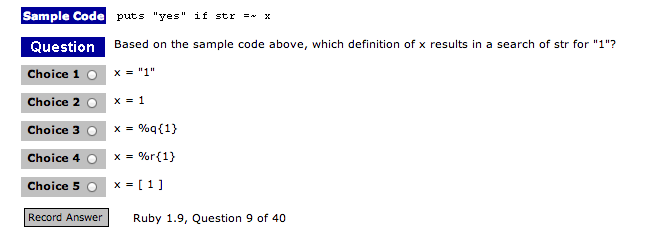 Sample Code puts "yes" if str =~ x
Question Based on the sample code above, which definition of x results in a search of str for "1"?
Choice 1 x = "1"
Choice 2 x = 1
Choice 3 x = %q{1}
Choice 4 x = %r{1}
Choice 5 x = [ 1 ]
Record Answer Ruby 1.9, Question 9 of 40